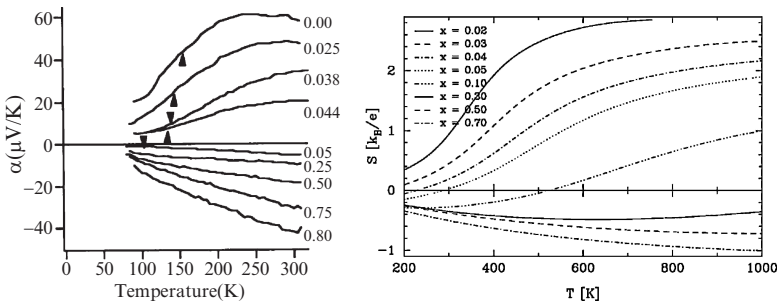 60
40
20
0
−20
−40
α(μV/K)
0.00
0.025
0.038
0.044
0.05
0.25
0.50
0.75
0.80
0 50 100 150 200 250 300
Temperature(K)
x = 0.02
x = 0.03
x = 0.04
x = 0.05
x = 0.10
x = 0.30
x = 0.50
x = 0.70
2
1
0
−1
S [k_B/e]
200 400 600 800 1000
T [K]